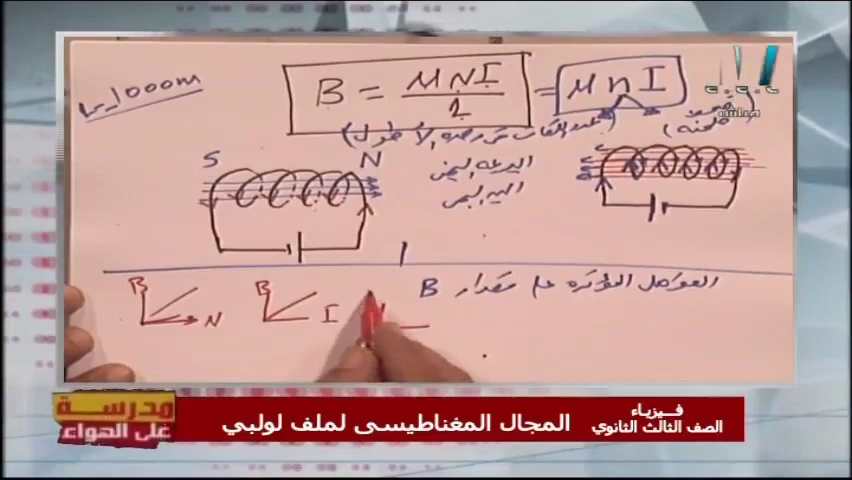 L → 1000m
B = μNI / l = μnI
(عدد اللفات في وحدة الأطوال)
S N
البريمة اليمنى
اليد اليمنى
العوامل المؤثرة على مقدار B
B N
B I
مدرسة على الهواء
فيزياء
الصف الثالث الثانوي
المجال المغناطيسى لملف لولبي